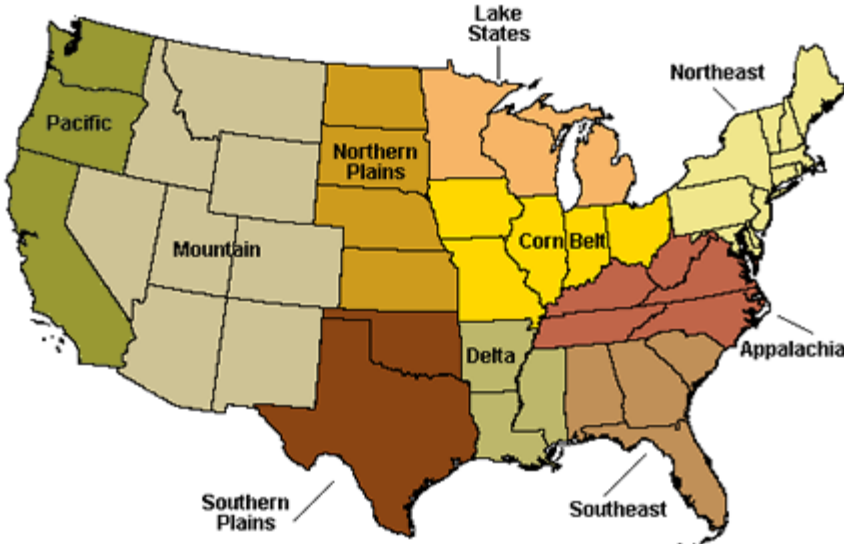 Lake
States
Northeast
Pacific
Northern
Plains
Mountain
Corn Belt
Delta
Appalachia
Southern
Plains
Southeast